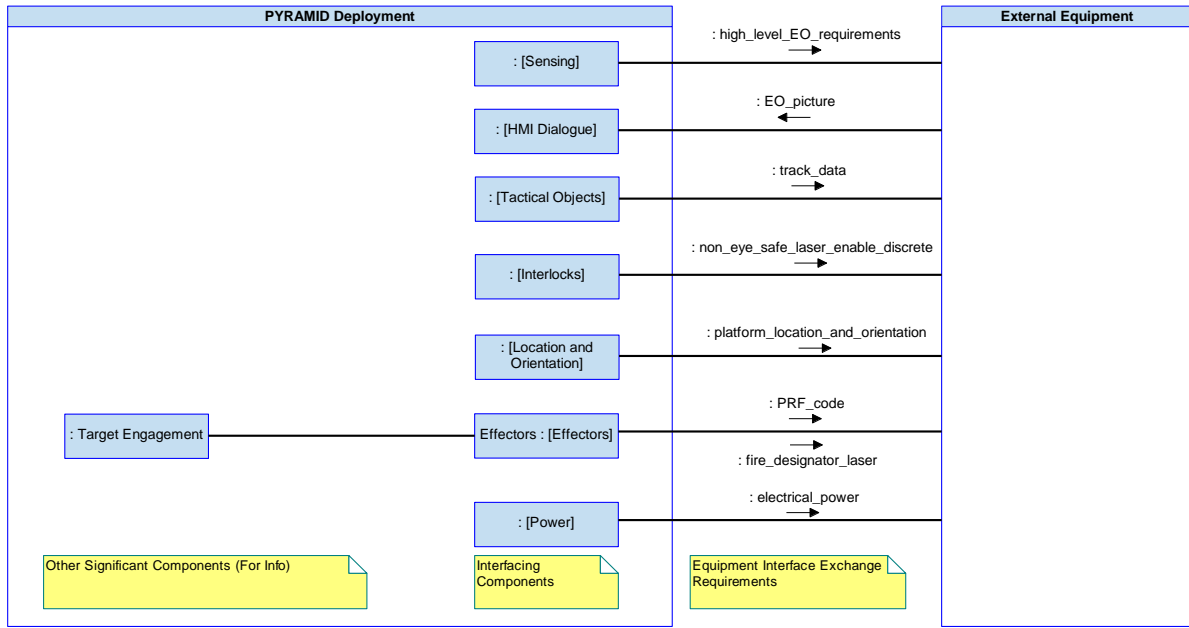 PYRAMID Deployment
External Equipment
: [Sensing]
: high_level_EO_requirements
: [HMI Dialogue]
: EO_picture
: [Tactical Objects]
: track_data
: [Interlocks]
: non_eye_safe_laser_enable_discrete
: [Location and
Orientation]
: platform_location_and_orientation
: Target Engagement
Effectors : [Effectors]
: PRF_code
: fire_designator_laser
: [Power]
: electrical_power
Other Significant Components (For Info)
Interfacing
Components
Equipment Interface Exchange
Requirements